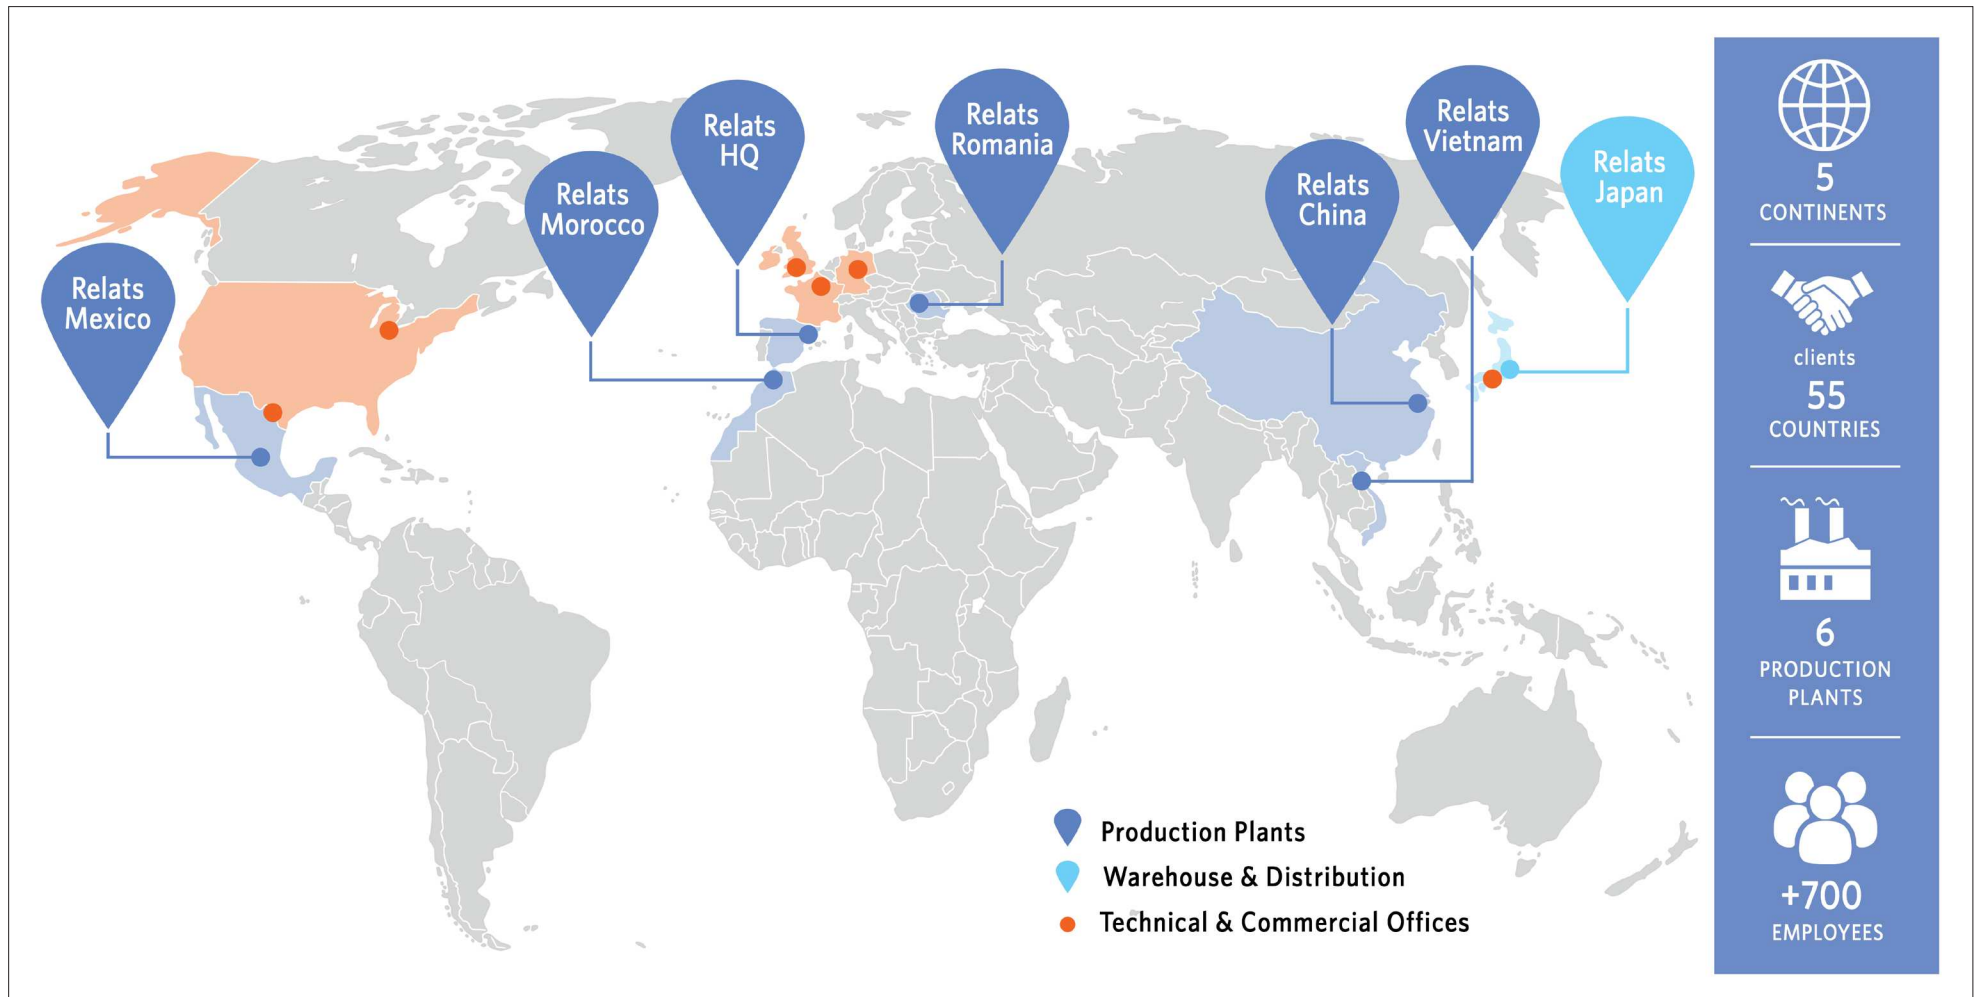 Relats
Mexico
Relats
Morocco
Relats
HQ
Relats
Romania
Relats
China
Relats
Vietnam
Relats
Japan
Production Plants
Warehouse & Distribution
Technical & Commercial Offices
5
CONTINENTS
clients
55
COUNTRIES
6
PRODUCTION
PLANTS
+700
EMPLOYEES